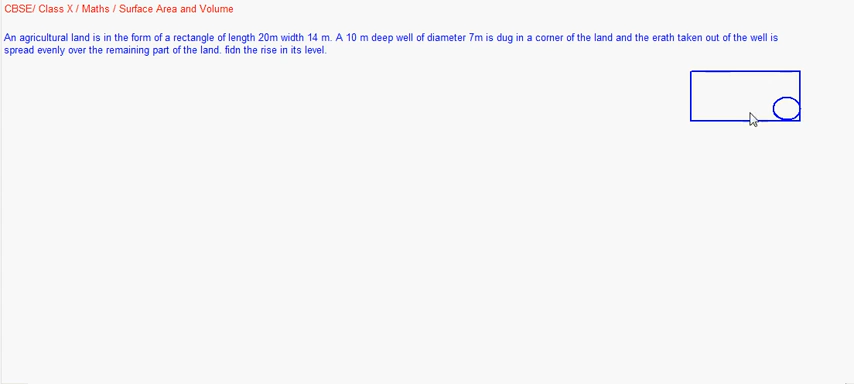 CBSE/ Class X / Maths / Surface Area and Volume
An agricultural land is in the form of a rectangle of length 20m width 14 m. A 10 m deep well of diameter 7m is dug in a corner of the land and the erath taken out of the well is
spread evenly over the remaining part of the land. fidn the rise in its level.